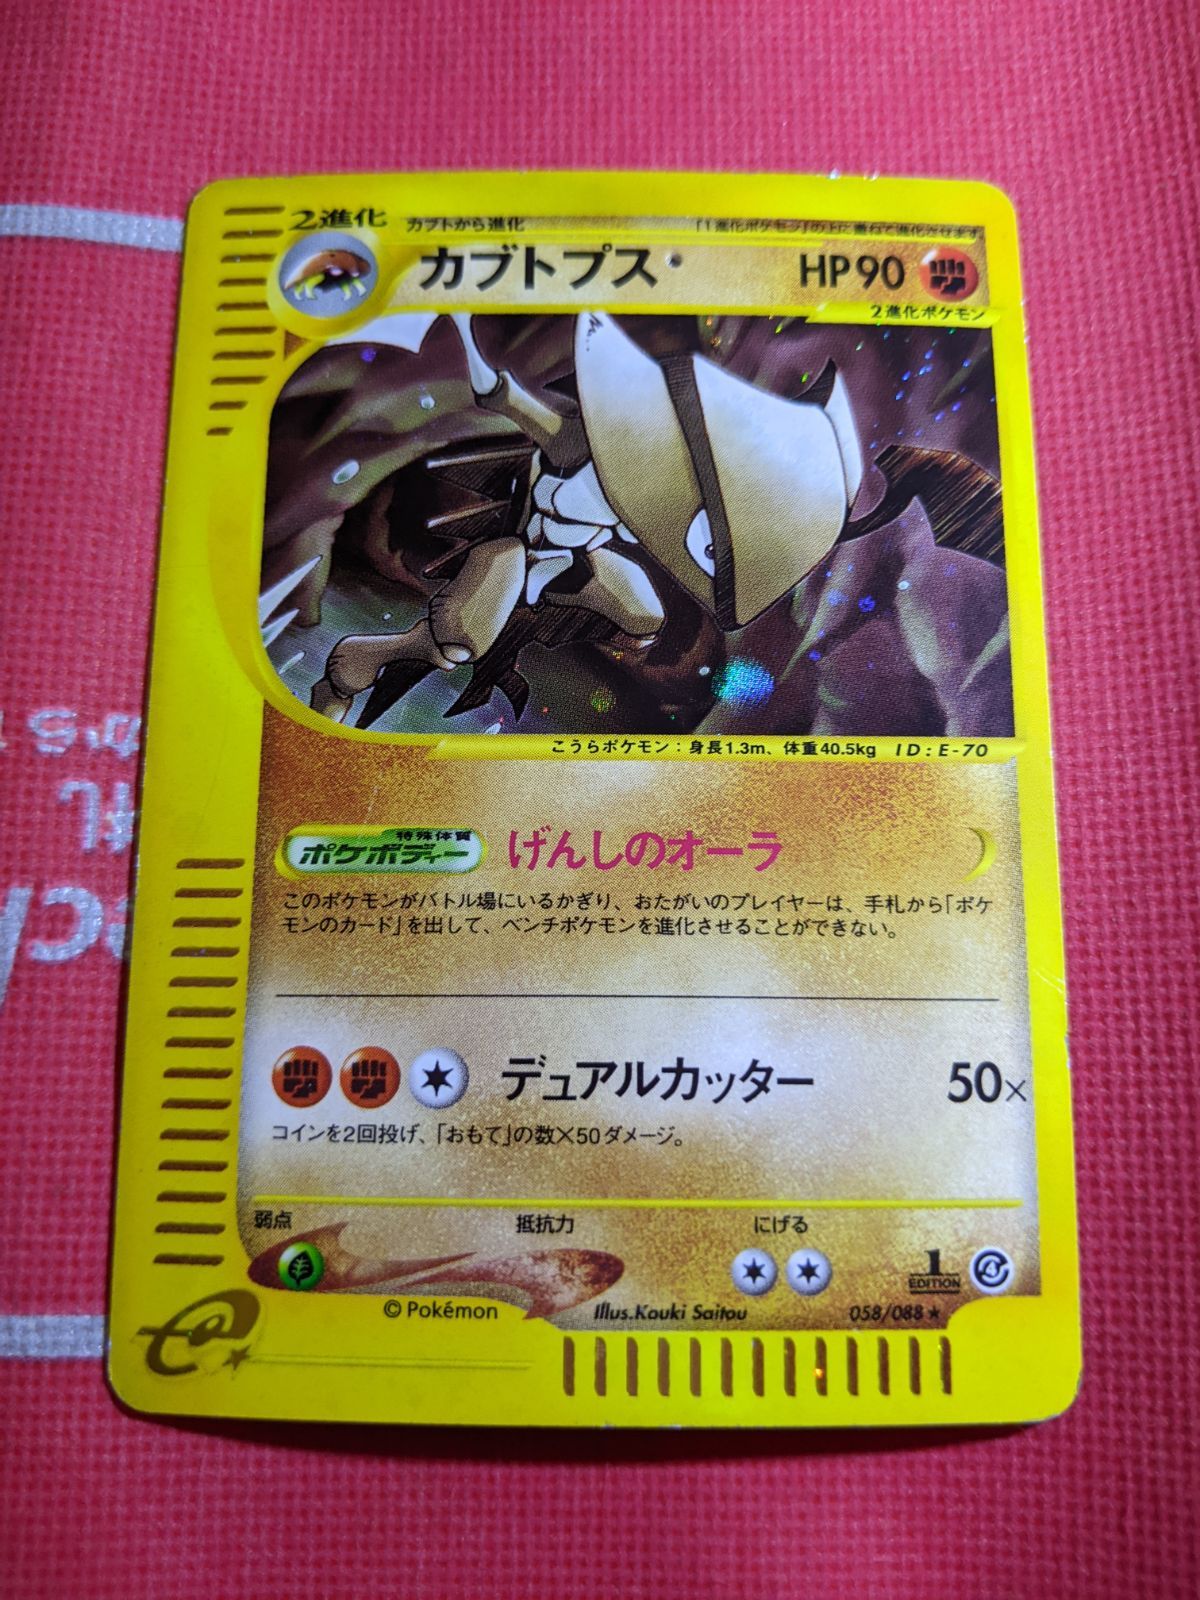 2進化 カブトから進化 「1進化ポケモン」の上に重ねて進化させます。
カブトプス HP90
2進化ポケモン
こうらポケモン：身長1.3m、体重40.5kg ID:E-70
特殊体質
ポケボディー げんしのオーラ
このポケモンがバトル場にいるかぎり、おたがいのプレイヤーは、手札から「ポケ
モンのカード」を出して、ベンチポケモンを進化させることができない。
デュアルカッター 50×
コインを2回投げ、「おもて」の数×50ダメージ。
弱点 抵抗力 にげる
1 EDITION
© Pokémon Illus.Kouki Saitou 058/088★
e